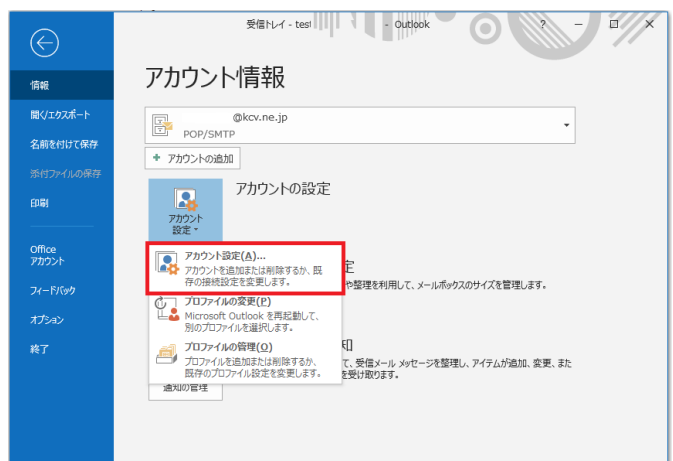 受信トレイ - tes
- Outlook
?
アカウント情報
情報
開く/エクスポート
名前を付けて保存
添付ファイルの保存
印刷
Office
アカウント
フィードバック
オプション
終了
@kcv.ne.jp
POP/SMTP
アカウントの追加
アカウント
設定
アカウントの設定
アカウント設定(A)...
アカウントを追加または削除するか、既
存の接続設定を変更します。
プロファイルの変更(P)
Microsoft Outlook を再起動して、
別のプロファイルを選択します。
プロファイルの管理(O)
プロファイルを追加または削除するか、
既存のプロファイル設定を変更します。
定
や整理を利用して、メールボックスのサイズを管理します。
知
て、受信メール メッセージを整理し、アイテムが追加、変更、また
を受け取ります。
通知の管理